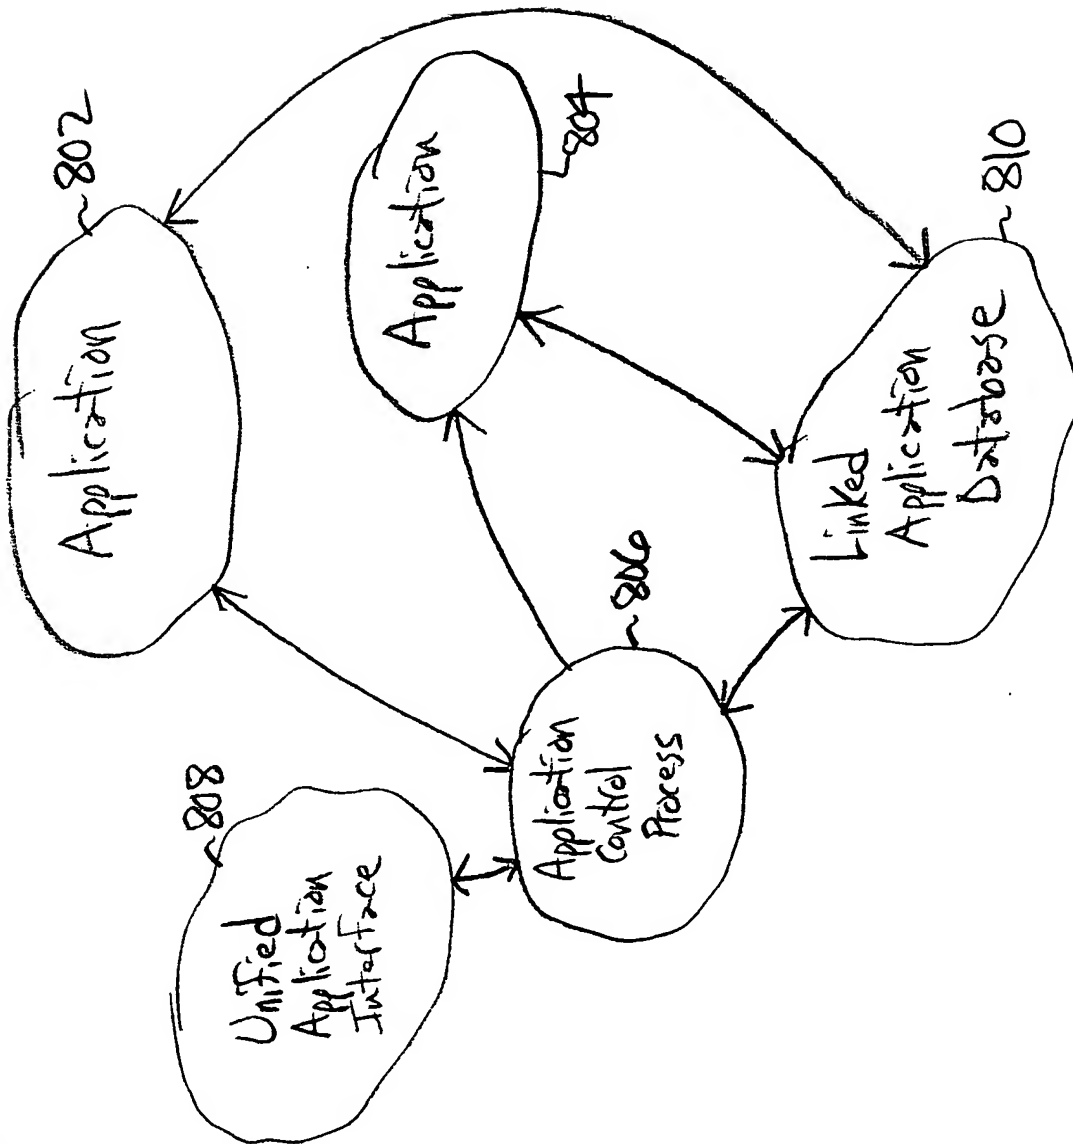 Unified
Application
Interface
~808
Application
Control
Process
~806
Application
~802
Application
~804
Linked
Application
Database
~810